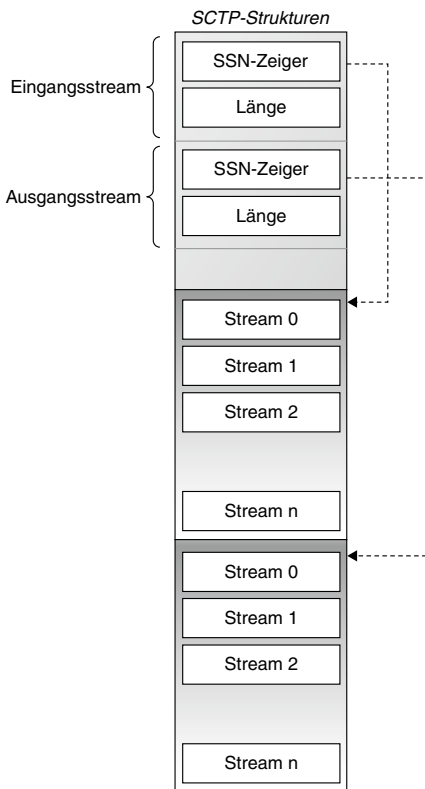 SCTP-Strukturen
Eingangsstream
SSN-Zeiger
Länge
Ausgangsstream
SSN-Zeiger
Länge
Stream 0
Stream 1
Stream 2
Stream n
Stream 0
Stream 1
Stream 2
Stream n